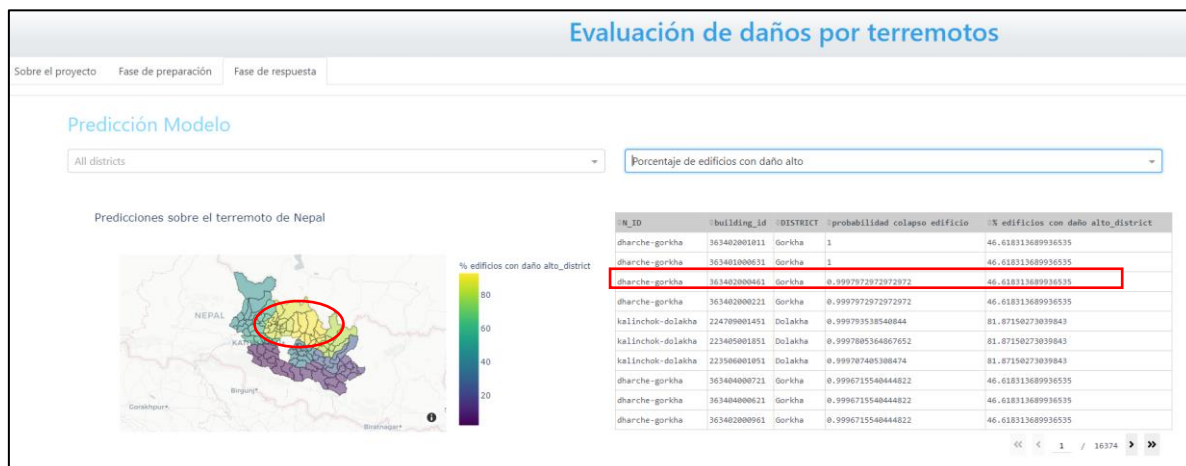 Evaluación de daños por terremotos
Sobre el proyecto Fase de preparación Fase de respuesta
Predicción Modelo
All districts
Porcentaje de edificios con daño alto
Predicciones sobre el terremoto de Nepal
% edificios con daño alto_district
80
60
40
20
NEPAL
Birgunj
Gorakhpur
Biratnagar
N_ID building_id DISTRICT probabilidad colapso edificio % edificios con daño alto_district
dharche-gorkha 363402001011 Gorkha 1 46.618313689936535
dharche-gorkha 363401000631 Gorkha 1 46.618313689936535
dharche-gorkha 363402000461 Gorkha 0.9997972972972972 46.618313689936535
dharche-gorkha 363402000221 Gorkha 0.9997972972972972 46.618313689936535
kalinchok-dolakha 224709001451 Dolakha 0.999793538540844 81.87150273039843
kalinchok-dolakha 223405001851 Dolakha 0.9997805364867652 81.87150273039843
kalinchok-dolakha 223506001051 Dolakha 0.999707405308474 81.87150273039843
dharche-gorkha 363404000721 Gorkha 0.9996715540444822 46.618313689936535
dharche-gorkha 363404000621 Gorkha 0.9996715540444822 46.618313689936535
dharche-gorkha 363402000961 Gorkha 0.9996715540444822 46.618313689936535
1 / 16374